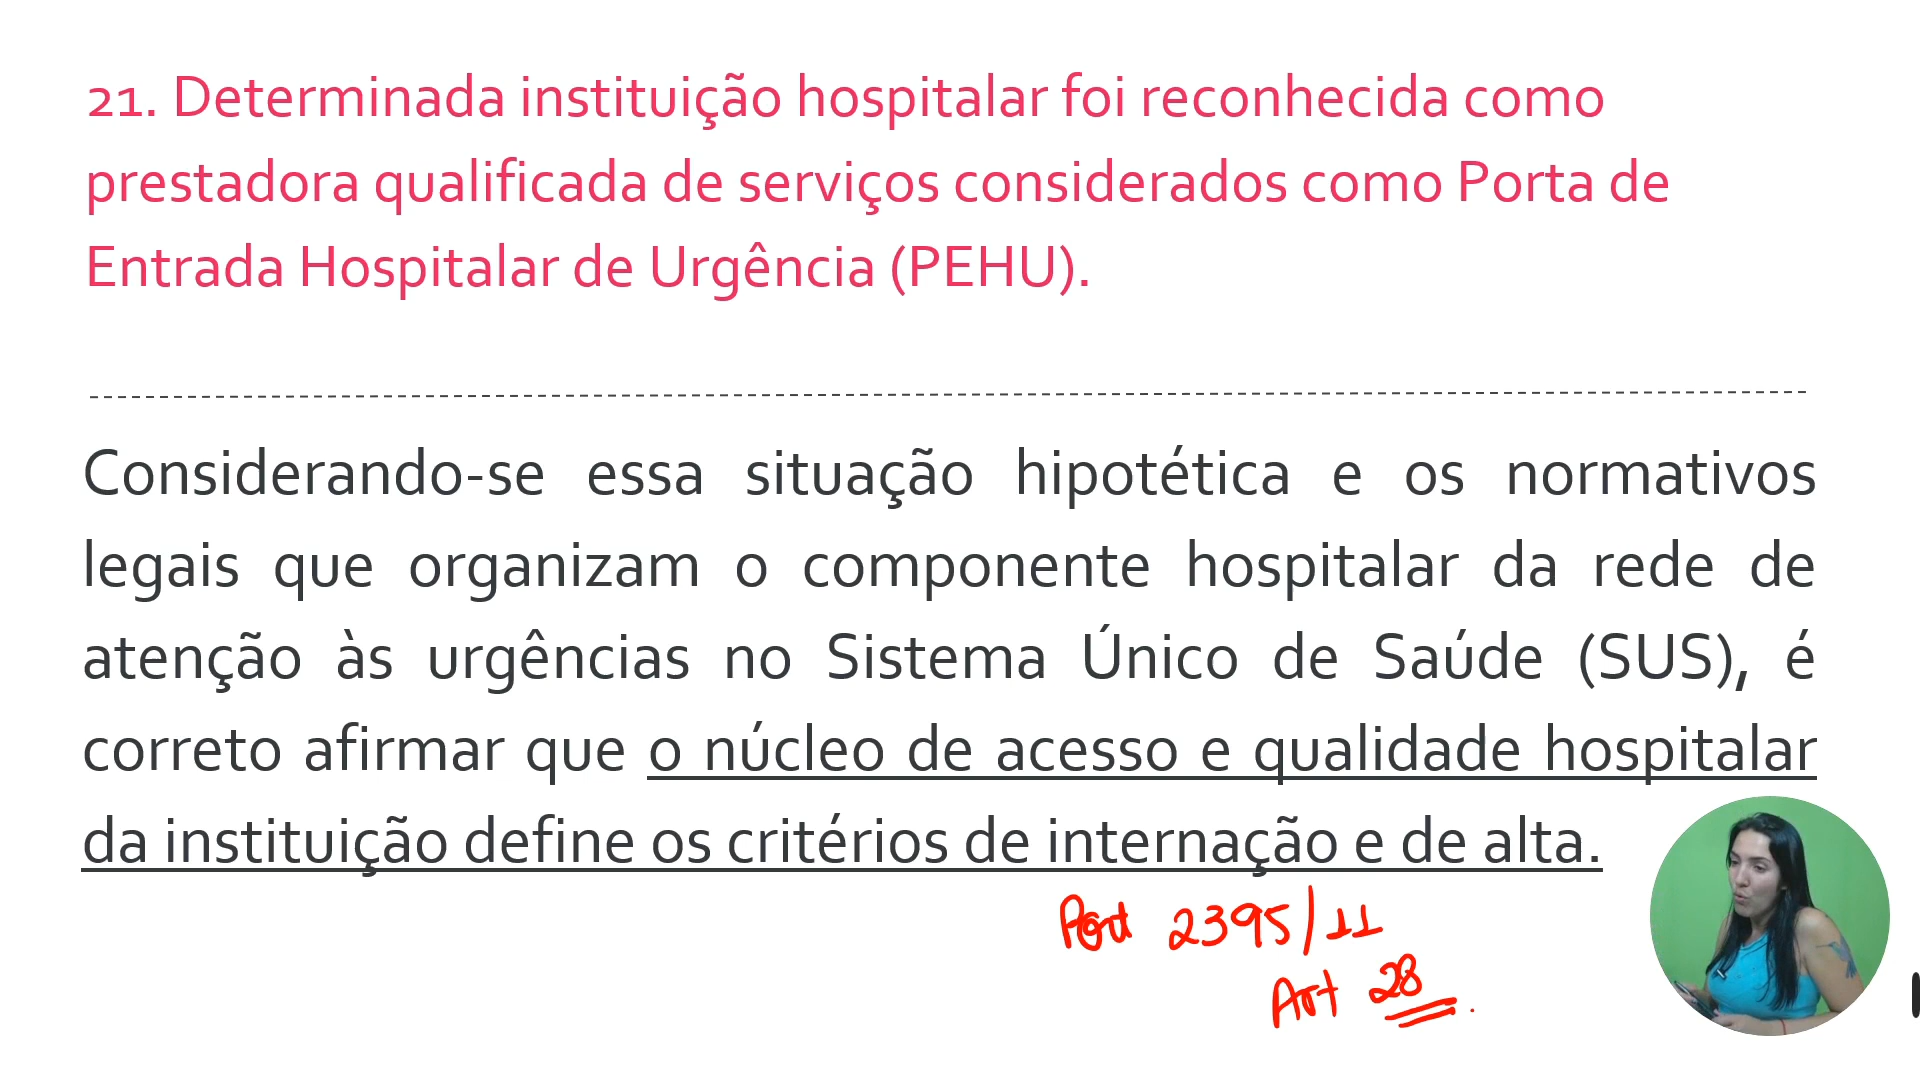 21. Determinada instituição hospitalar foi reconhecida como
prestadora qualificada de serviços considerados como Porta de
Entrada Hospitalar de Urgência (PEHU).
Considerando-se essa situação hipotética e os normativos
legais que organizam o componente hospitalar da rede de
atenção às urgências no Sistema Único de Saúde (SUS), é
correto afirmar que o núcleo de acesso e qualidade hospitalar
da instituição define os critérios de internação e de alta.
Port 2395/11
Art 28